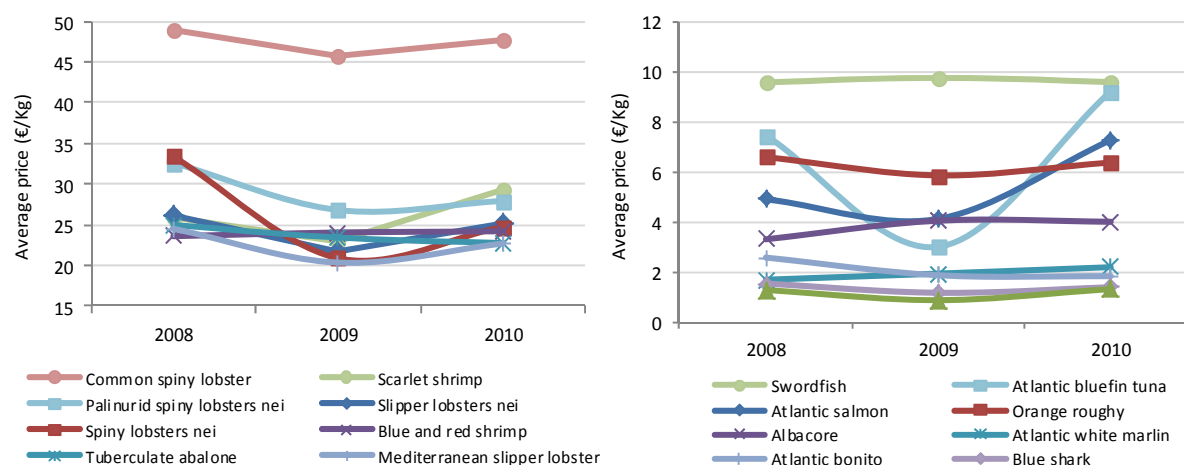 50
45
40
35
30
25
20
15
Average price (€/Kg)
2008 2009 2010
Common spiny lobster Scarlet shrimp
Palinurid spiny lobsters nei Slipper lobsters nei
Spiny lobsters nei Blue and red shrimp
Tuberculate abalone Mediterranean slipper lobster
12
10
8
6
4
2
0
Average price (€/Kg)
2008 2009 2010
Swordfish Atlantic bluefin tuna
Atlantic salmon Orange roughy
Albacore Atlantic white marlin
Atlantic bonito Blue shark